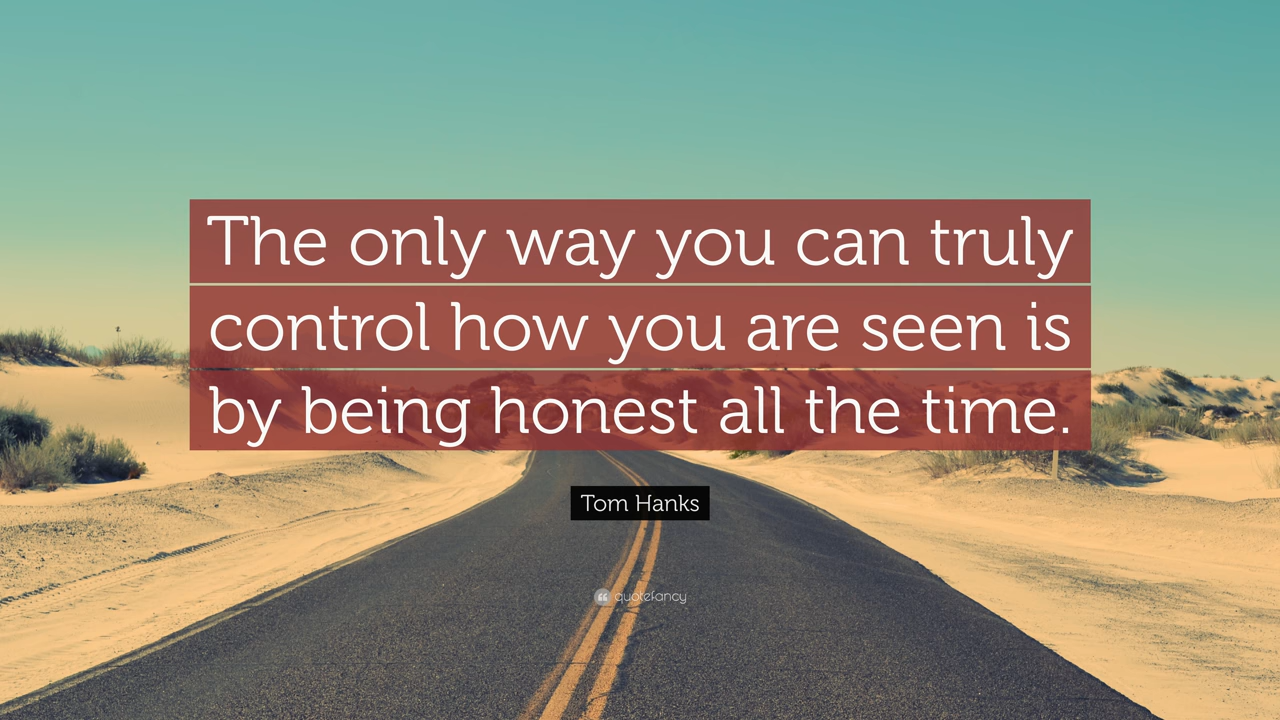 The only way you can truly
control how you are seen is
by being honest all the time.
Tom Hanks
quotefancy